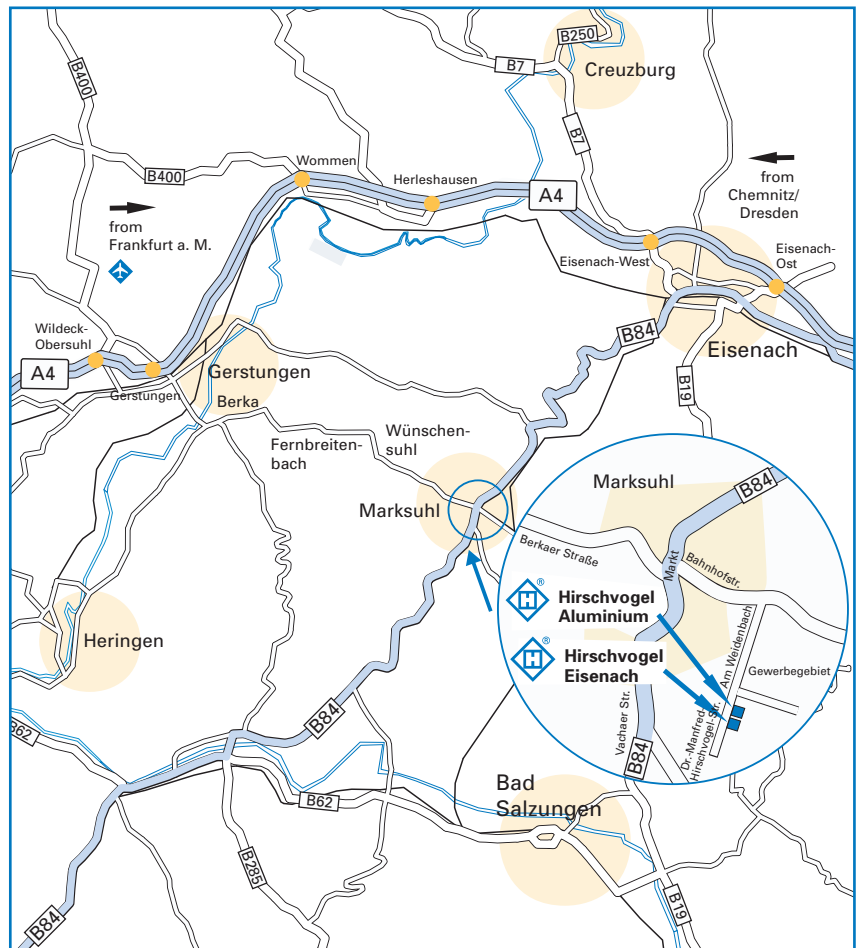 B250
B7
Creuzburg
B400
B7
B400
Wommen
Herleshausen
A4
from
Chemnitz/
Dresden
from
Frankfurt a. M.
Eisenach-West
Eisenach-
Ost
Wildeck-
Obersuhl
B84
Eisenach
A4
Gerstungen
Gerstungen
B19
Berka
Wünschen-
suhl
Fernbreiten-
bach
Marksuhl
Marksuhl
B84
Berkaer Straße
Markt
Bahnhofstr.
®
Hirschvogel
Aluminium
®
Hirschvogel
Eisenach
Am Weidenbach
Gewerbegebiet
Vachaer Str.
Dr.-Manfred-
Hirschvogel-Str.
B84
Heringen
B84
B62
Bad
Salzungen
B62
B285
B19
B84